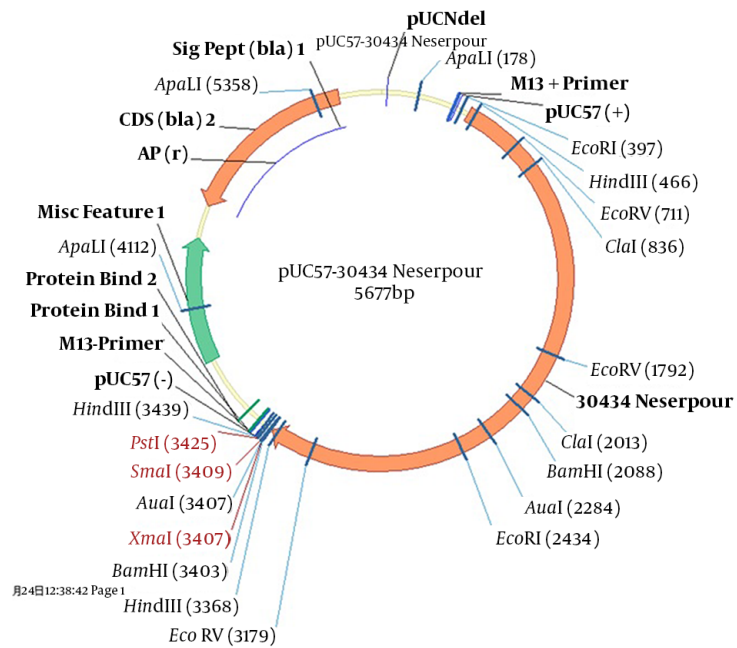 pUCNdel
pUC57-30434 Neserpour
Sig Pept (bla) 1
ApaLI (178)
ApaLI (5358)
M13 + Primer
CDS (bla) 2
pUC57 (+)
AP (r)
EcoRI (397)
HindIII (466)
Misc Feature 1
EcoRV (711)
ApaLI (4112)
ClaI (836)
pUC57-30434 Neserpour
5677bp
Protein Bind 2
Protein Bind 1
M13-Primer
EcoRV (1792)
pUC57 (-)
30434 Neserpour
HindIII (3439)
PstI (3425)
ClaI (2013)
SmaI (3409)
BamHI (2088)
AuaI (3407)
AuaI (2284)
XmaI (3407)
EcoRI (2434)
BamHI (3403)
月24日12:38:42 Page 1
HindIII (3368)
Eco RV (3179)